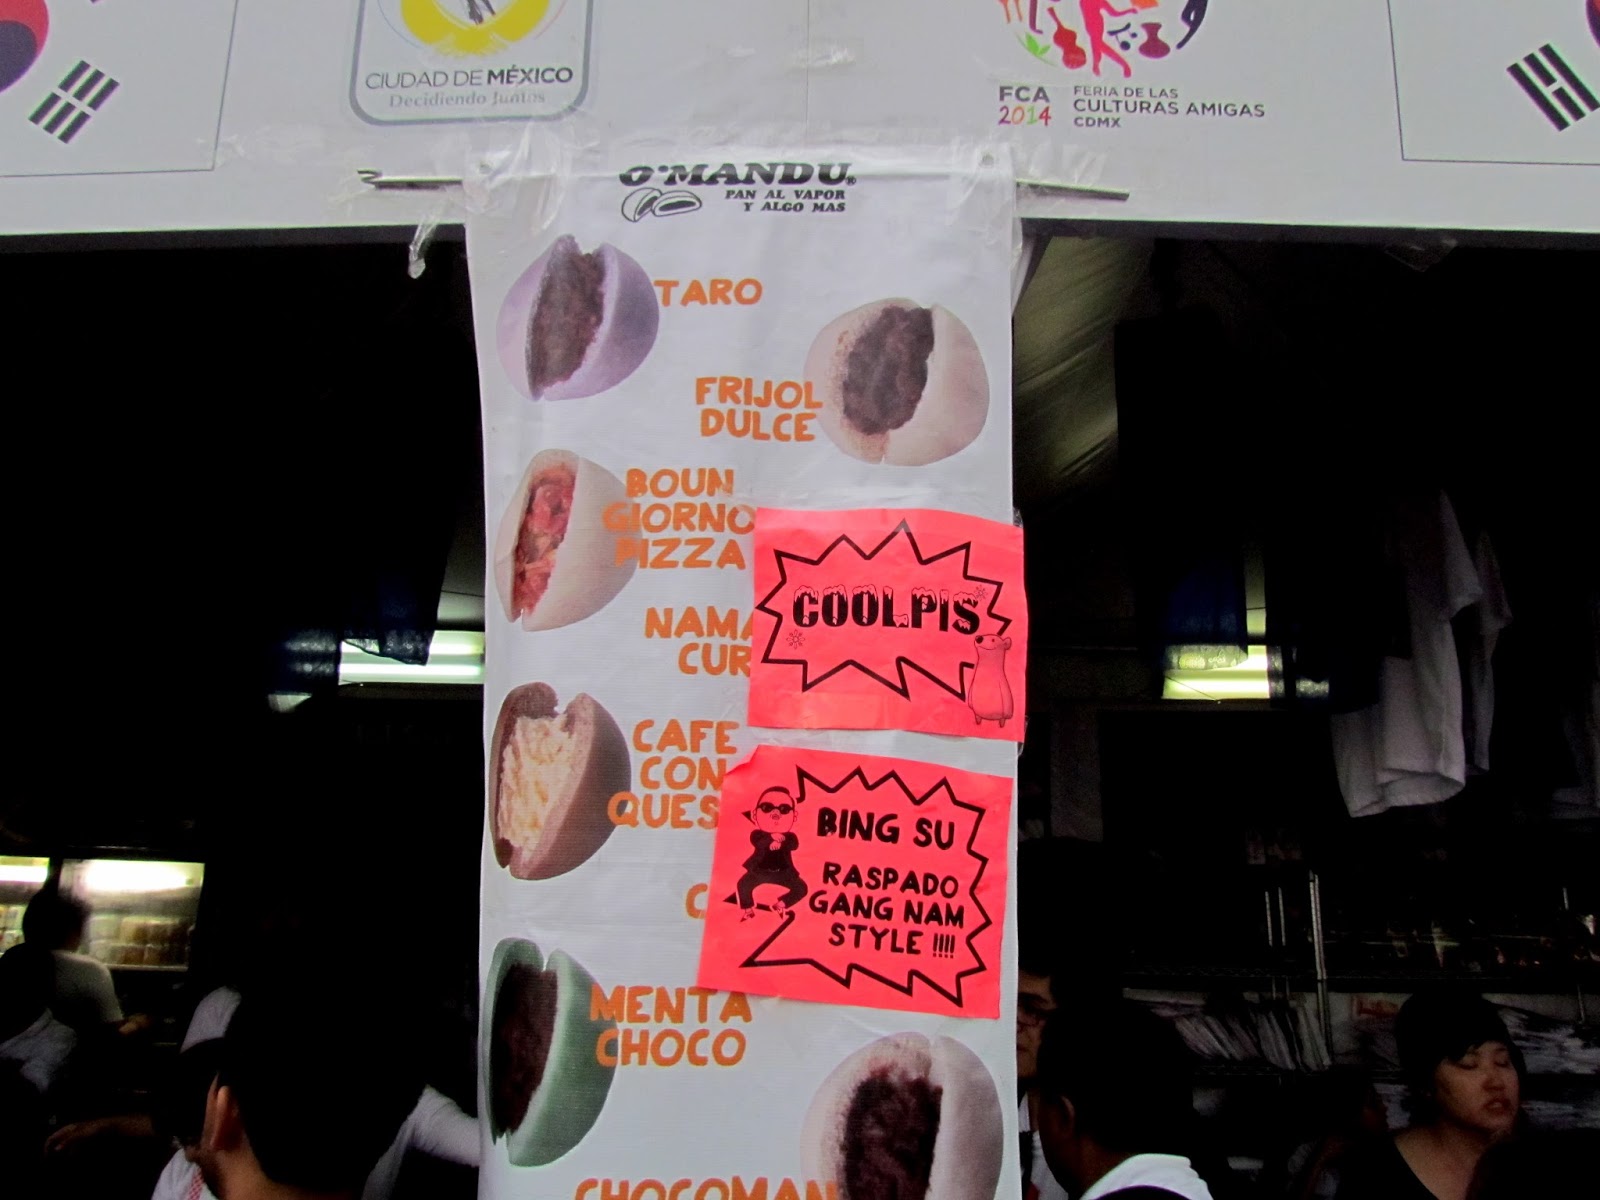 CIUDAD DE MÉXICO
Decidiendo Juntos
FCA
2014
FERIA DE LAS
CULTURAS AMIGAS
CDMX
O'MANDU®
PAN AL VAPOR
Y ALGO MAS
TARO
FRIJOL
DULCE
BOUN
GIORNO
PIZZA
COOLPIS
CAFE
CON
BING SU
RASPADO
GANG NAM
STYLE !!!!
MENTA
CHOCO
CHOCOMAN